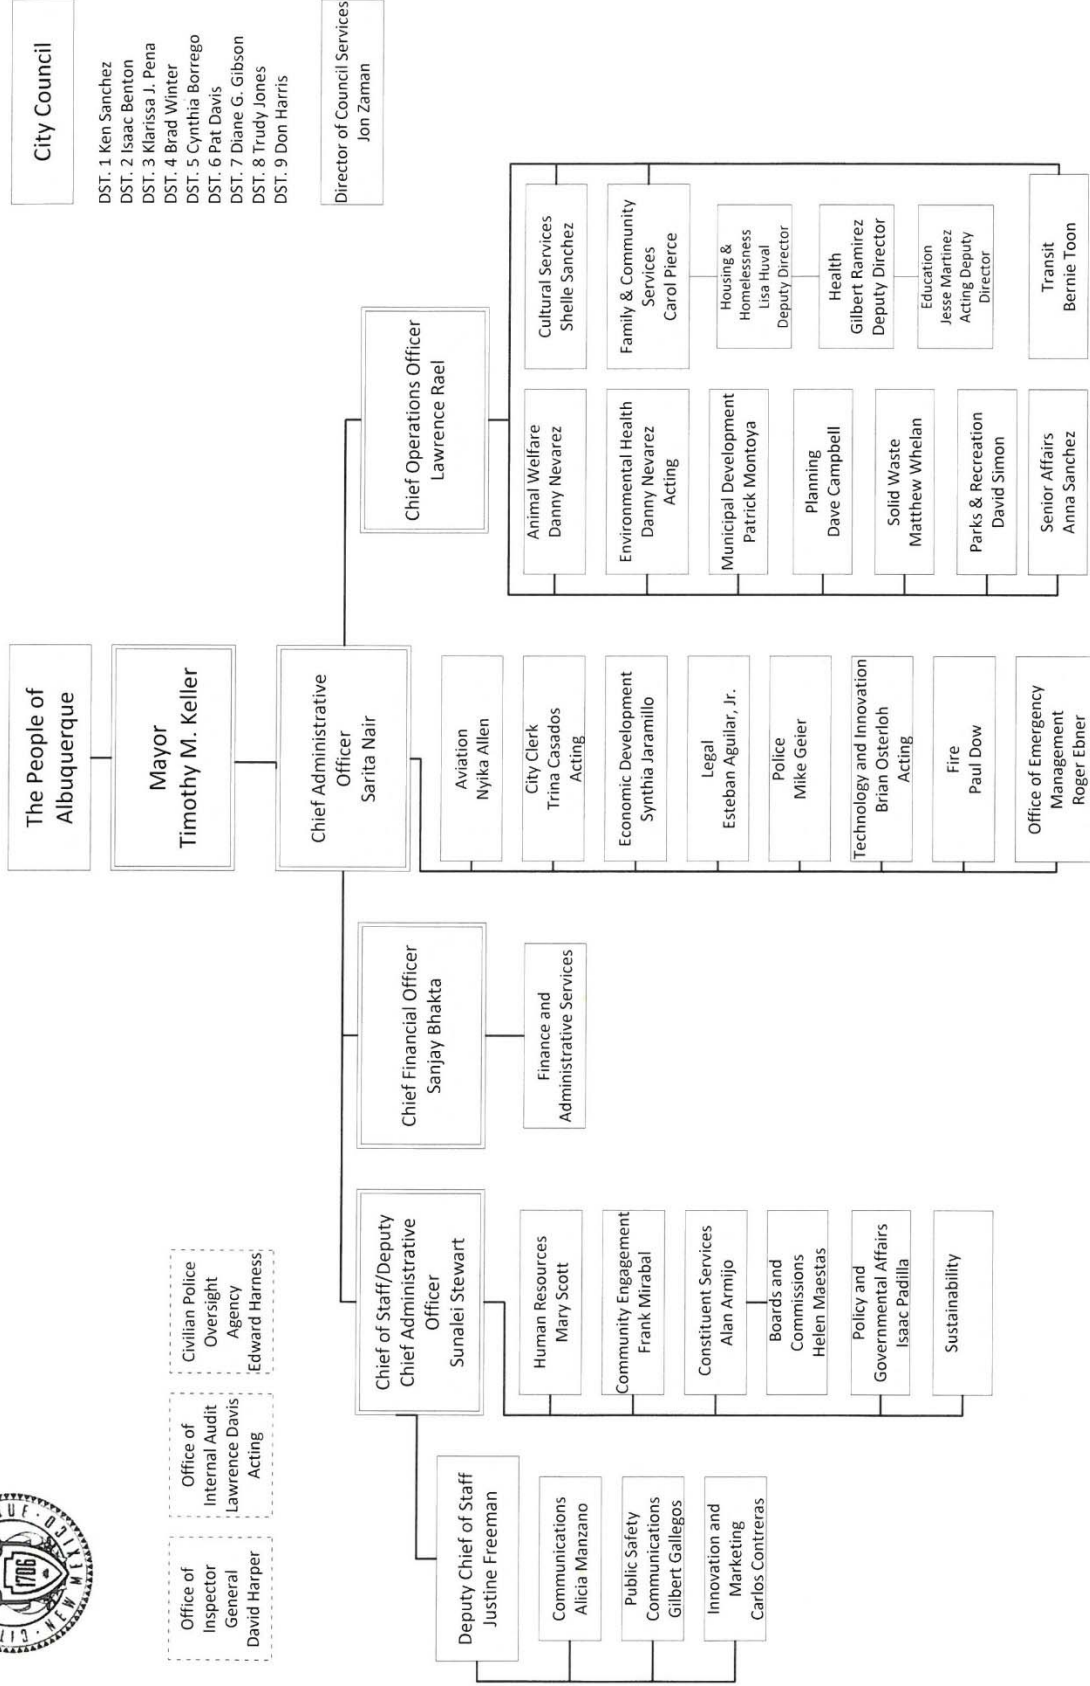 The People of
Albuquerque
Mayor
Timothy M. Keller
Chief Administrative
Officer
Sarita Nair
City Council
DST. 1 Ken Sanchez
DST. 2 Isaac Benton
DST. 3 Klarissa J. Pena
DST. 4 Brad Winter
DST. 5 Cynthia Borrego
DST. 6 Pat Davis
DST. 7 Diane G. Gibson
DST. 8 Trudy Jones
DST. 9 Don Harris
Director of Council Services
Jon Zaman
1706
NEW MEXICO
Office of
Inspector
General
David Harper
Office of
Internal Audit
Lawrence Davis
Acting
Civilian Police
Oversight
Agency
Edward Harness
Chief of Staff/Deputy
Chief Administrative
Officer
Sunalei Stewart
Chief Financial Officer
Sanjay Bhakta
Chief Operations Officer
Lawrence Rael
Deputy Chief of Staff
Justine Freeman
Communications
Alicia Manzano
Public Safety
Communications
Gilbert Gallegos
Innovation and
Marketing
Carlos Contreras
Human Resources
Mary Scott
Community Engagement
Frank Mirabal
Constituent Services
Alan Armijo
Boards and
Commissions
Helen Maestas
Policy and
Governmental Affairs
Isaac Padilla
Sustainability
Finance and
Administrative Services
Aviation
Nyika Allen
City Clerk
Trina Casados
Acting
Economic Development
Synthia Jaramillo
Legal
Esteban Aguilar, Jr.
Police
Mike Geier
Technology and Innovation
Brian Osterloh
Acting
Fire
Paul Dow
Office of Emergency
Management
Roger Ebner
Animal Welfare
Danny Nevarez
Environmental Health
Danny Nevarez
Acting
Municipal Development
Patrick Montoya
Planning
Dave Campbell
Solid Waste
Matthew Whelan
Parks & Recreation
David Simon
Senior Affairs
Anna Sanchez
Cultural Services
Shelle Sanchez
Family & Community
Services
Carol Pierce
Housing &
Homelessness
Lisa Huval
Deputy Director
Health
Gilbert Ramirez
Deputy Director
Education
Jesse Martinez
Acting Deputy
Director
Transit
Bernie Toon